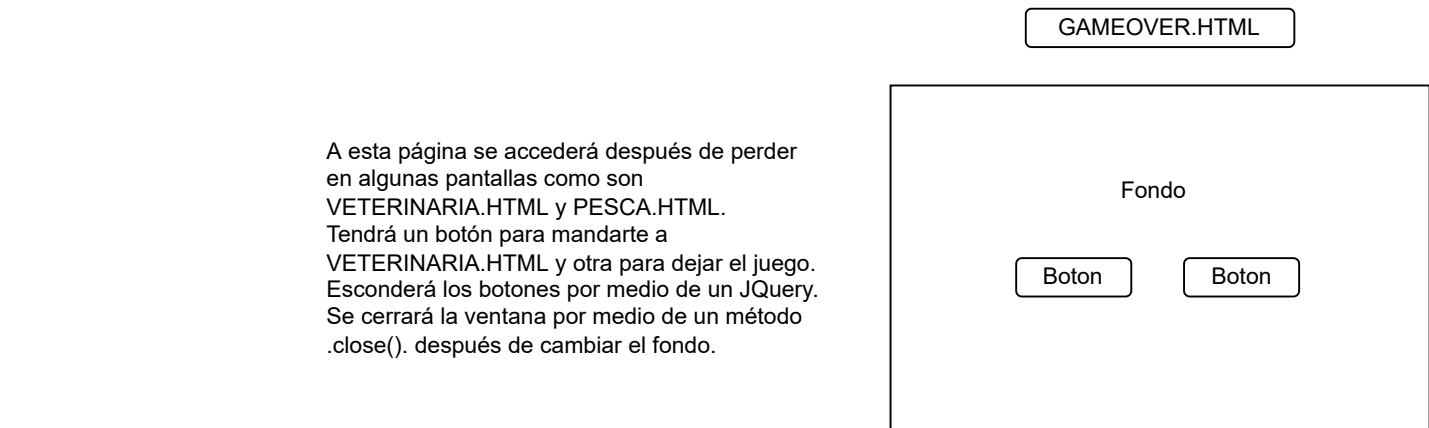 GAMEOVER.HTML
A esta página se accederá después de perder
en algunas pantallas como son
VETERINARIA.HTML y PESCA.HTML.
Tendrá un botón para mandarte a
VETERINARIA.HTML y otra para dejar el juego.
Esconderá los botones por medio de un JQuery.
Se cerrará la ventana por medio de un método
.close(). después de cambiar el fondo.
Fondo
Boton
Boton